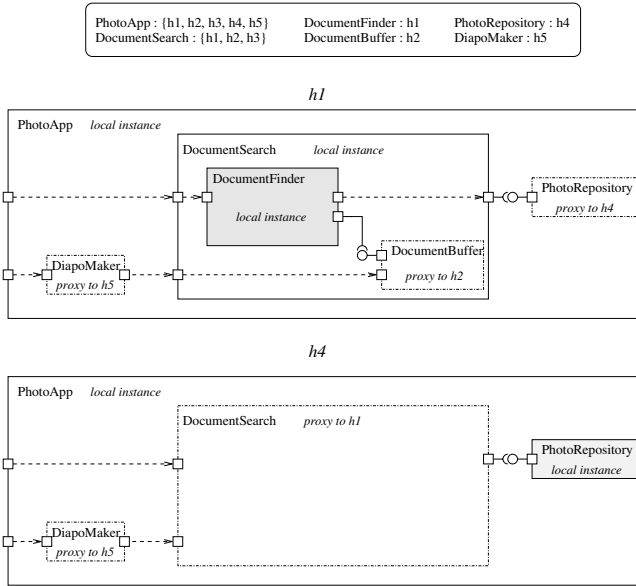 PhotoApp : {h1, h2, h3, h4, h5} DocumentFinder : h1 PhotoRepository : h4
DocumentSearch : {h1, h2, h3} DocumentBuffer : h2 DiapoMaker : h5
h1
PhotoApp local instance
DocumentSearch local instance
DocumentFinder
local instance
PhotoRepository
proxy to h4
DocumentBuffer
proxy to h2
DiapoMaker
proxy to h5
h4
PhotoApp local instance
DocumentSearch proxy to h1
PhotoRepository
local instance
DiapoMaker
proxy to h5